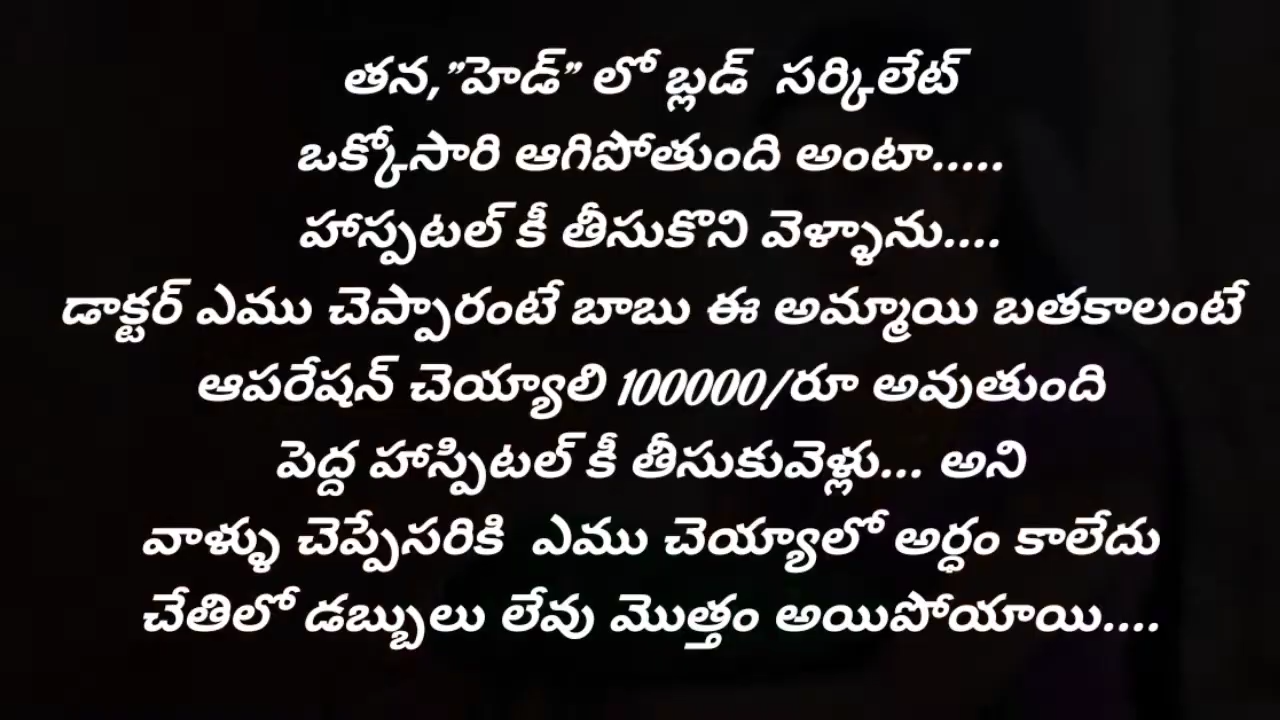 తన,”హెడ్” లో బ్లడ్ సర్కిలేట్
ఒక్కోసారి ఆగిపోతుంది అంటా.....
హాస్పటల్ కీ తీసుకొని వెళ్ళాను....
డాక్టర్ ఎము చెప్పారంటే బాబు ఈ అమ్మాయి బతకాలంటే
ఆపరేషన్ చెయ్యాలి 100000/రూ అవుతుంది
పెద్ద హాస్పిటల్ కీ తీసుకువెళ్లు... అని
వాళ్ళు చెప్పేసరికి ఎము చెయ్యాలో అర్ధం కాలేదు
చేతిలో డబ్బులు లేవు మొత్తం అయిపోయాయి....